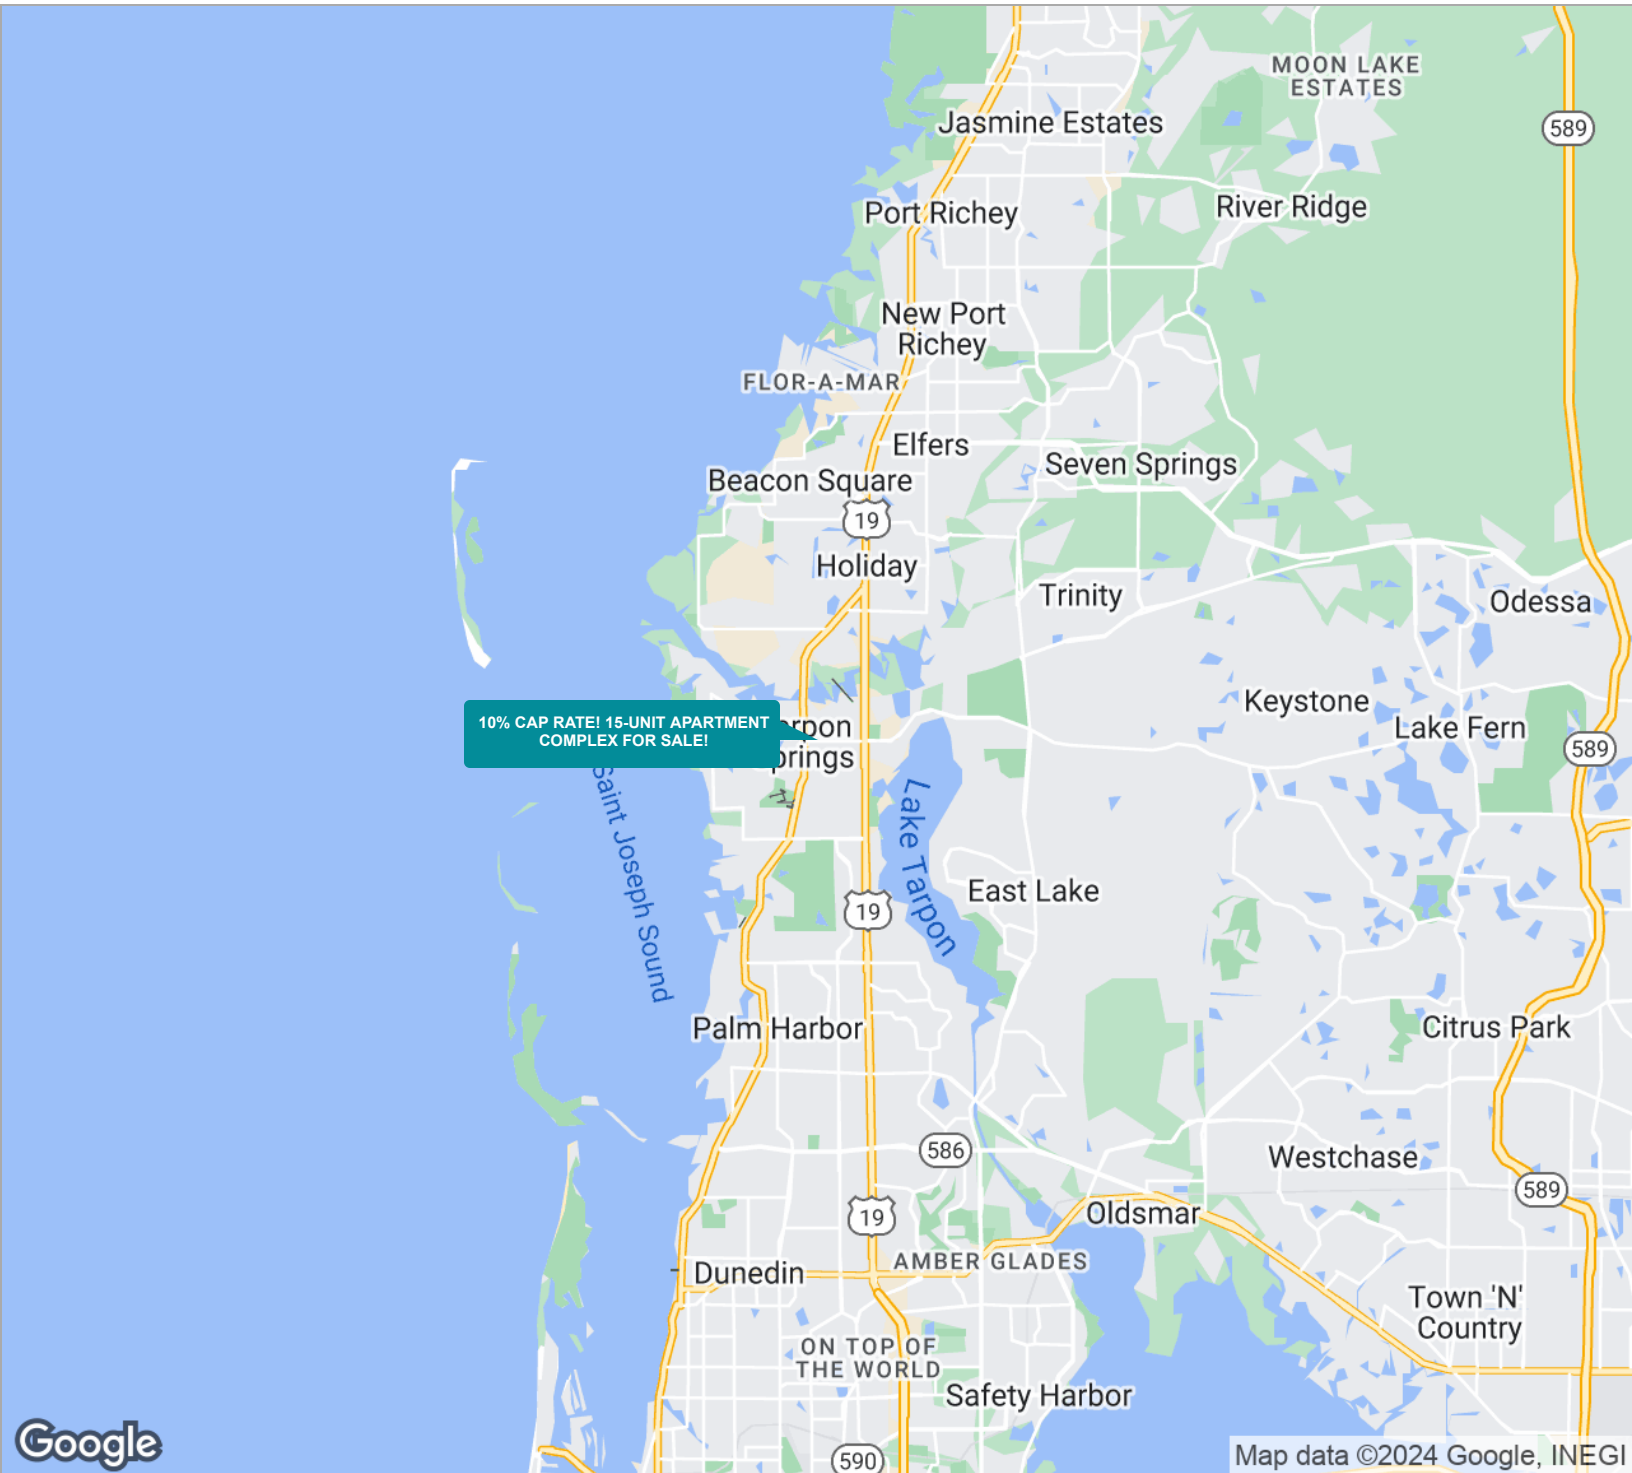 MOON LAKE
ESTATES
Jasmine Estates
589
River Ridge
Port Richey
New Port
Richey
FLOR-A-MAR
Elfers
Seven Springs
Beacon Square
19
Holiday
Trinity
Odessa
Keystone
10% CAP RATE! 15-UNIT APARTMENT
COMPLEX FOR SALE!
rpon
prings
Lake Fern
589
Saint Joseph Sound
Lake Tarpon
East Lake
19
Palm Harbor
Citrus Park
586
Westchase
589
19
Oldsmar
AMBER GLADES
Dunedin
Town 'N'
Country
ON TOP OF
THE WORLD
Safety Harbor
590
Google
Map data ©2024 Google, INEGI